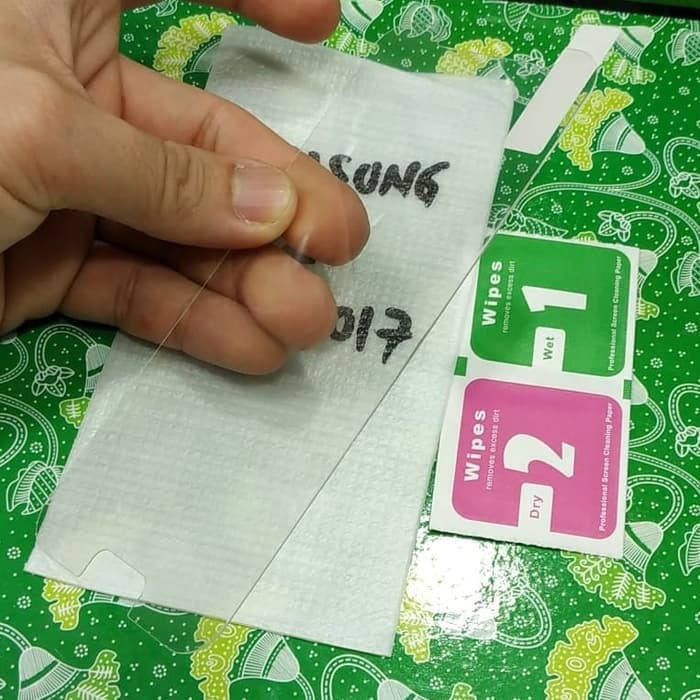 SUNG
017
Wipes
removes excess dirt
1
Wet
Professional Screen Cleaning Paper
Wipes
removes excess dirt
2
Dry
Professional Screen Cleaning Paper